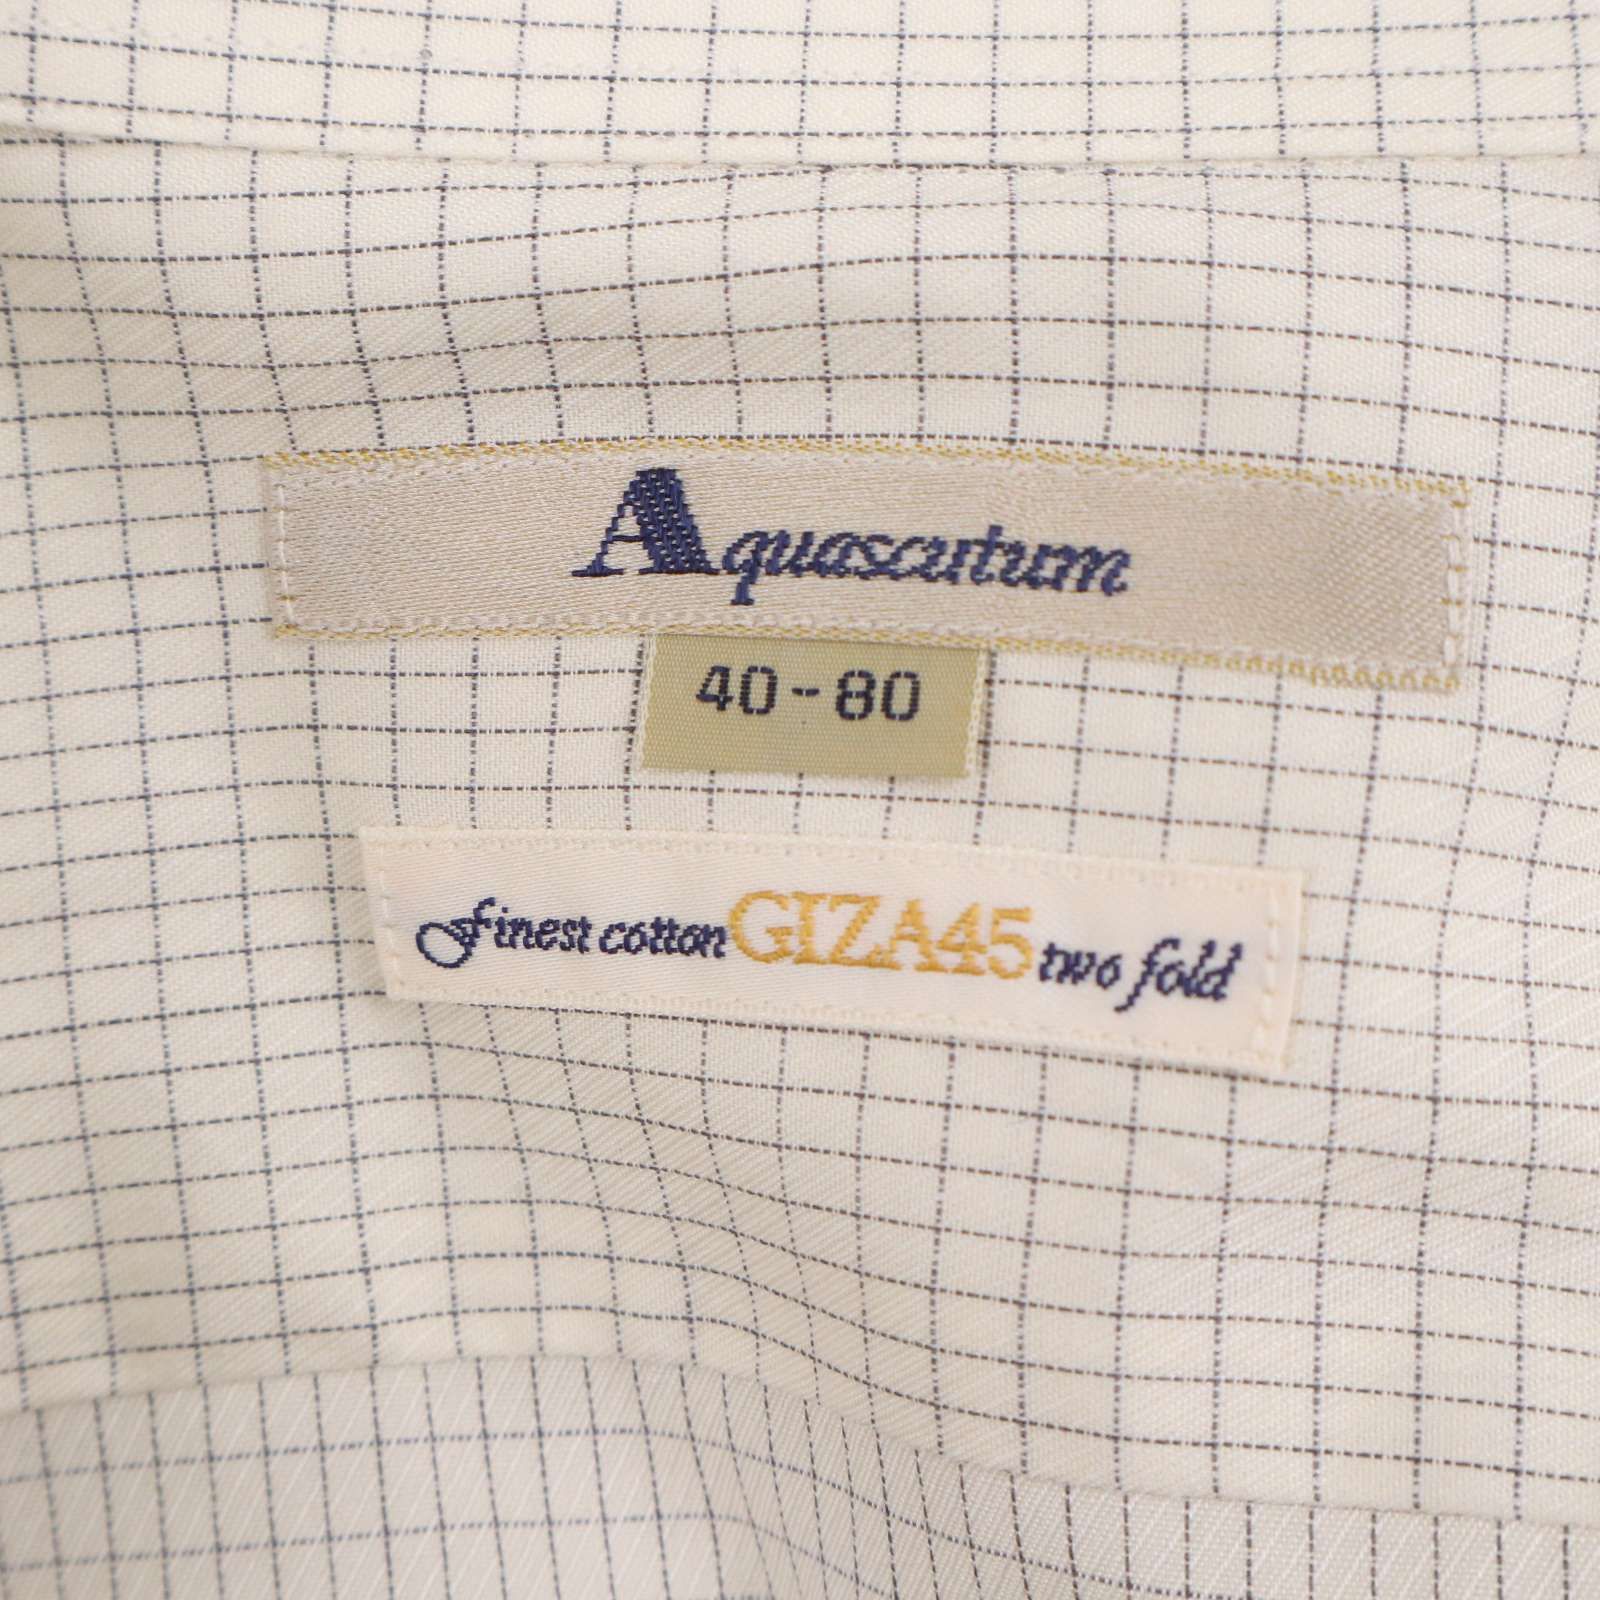 Aquascutum
40-80
finest cotton GIZA45 two fold